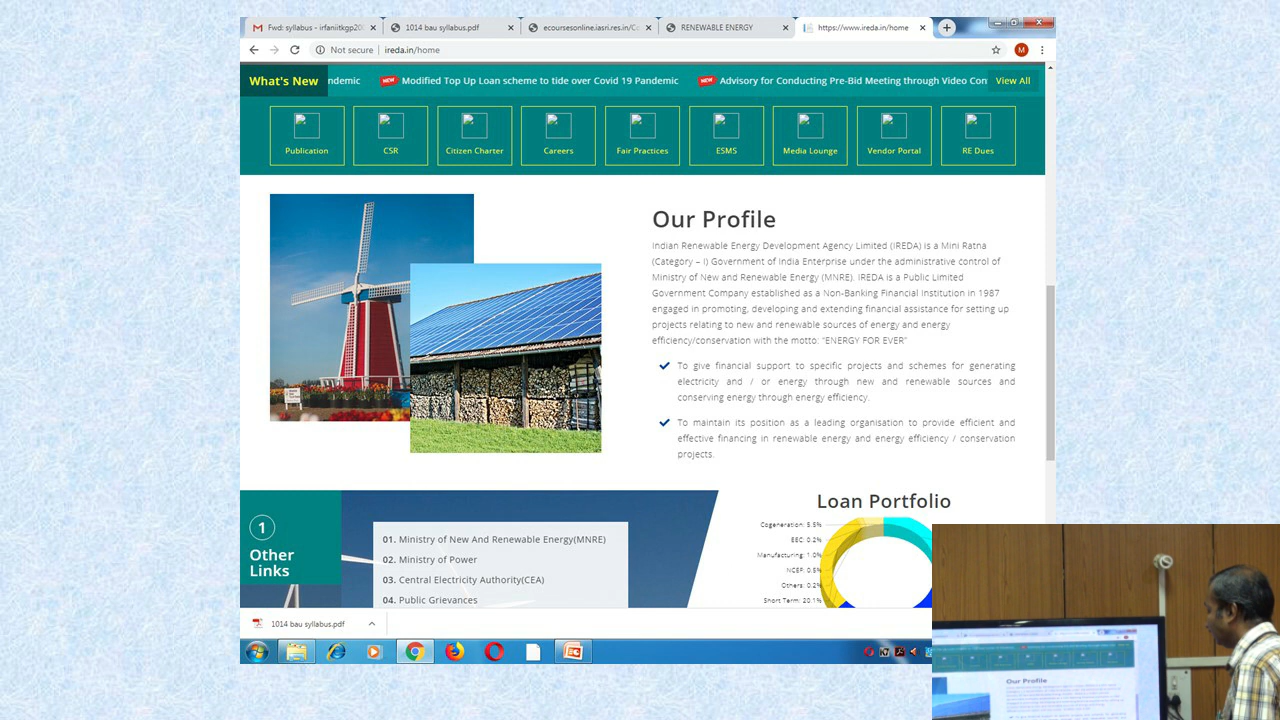 Fwd: syllabus - irfaniitkgp20
1014 bau syllabus.pdf
ecoursesonline.iasri.res.in/Co
RENEWABLE ENERGY
https://www.ireda.in/home
Not secure | ireda.in/home
M
What's New
ndemic
NEW
Modified Top Up Loan scheme to tide over Covid 19 Pandemic
NEW
Advisory for Conducting Pre-Bid Meeting through Video Con
View All
Publication
CSR
Citizen Charter
Careers
Fair Practices
ESMS
Media Lounge
Vendor Portal
RE Dues
Our Profile
Indian Renewable Energy Development Agency Limited (IREDA) is a Mini Ratna
(Category – I) Government of India Enterprise under the administrative control of
Ministry of New and Renewable Energy (MNRE). IREDA is a Public Limited
Government Company established as a Non-Banking Financial Institution in 1987
engaged in promoting, developing and extending financial assistance for setting up
projects relating to new and renewable sources of energy and energy
efficiency/conservation with the motto: "ENERGY FOR EVER"
To give financial support to specific projects and schemes for generating
electricity and / or energy through new and renewable sources and
conserving energy through energy efficiency.
To maintain its position as a leading organisation to provide efficient and
effective financing in renewable energy and energy efficiency / conservation
projects.
1
Other
Links
01. Ministry of New And Renewable Energy(MNRE)
02. Ministry of Power
03. Central Electricity Authority(CEA)
04. Public Grievances
Loan Portfolio
Cogeneration: 5.5%
EEC: 0.2%
Manufacturing: 1.0%
NCEF: 0.5%
Others: 0.2%
Short Term: 20.1%
1014 bau syllabus.pdf
Our Profile